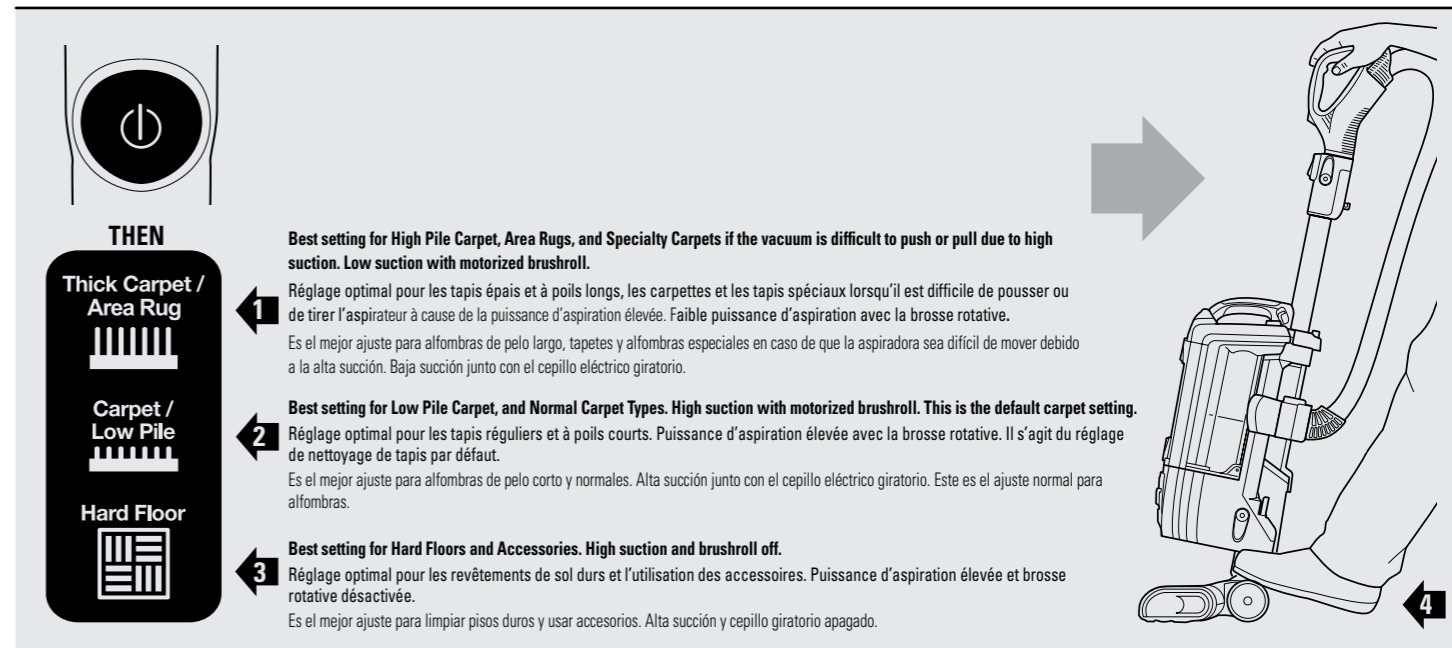 THEN
Thick Carpet /
Area Rug
Carpet /
Low Pile
Hard Floor
1
Best setting for High Pile Carpet, Area Rugs, and Specialty Carpets if the vacuum is difficult to push or pull due to high
suction. Low suction with motorized brushroll.
Réglage optimal pour les tapis épais et à poils longs, les carpettes et les tapis spéciaux lorsqu'il est difficile de pousser ou
de tirer l'aspirateur à cause de la puissance d'aspiration élevée. Faible puissance d'aspiration avec la brosse rotative.
Es el mejor ajuste para alfombras de pelo largo, tapetes y alfombras especiales en caso de que la aspiradora sea difícil de mover debido
a la alta succión. Baja succión junto con el cepillo eléctrico giratorio.
2
Best setting for Low Pile Carpet, and Normal Carpet Types. High suction with motorized brushroll. This is the default carpet setting.
Réglage optimal pour les tapis réguliers et à poils courts. Puissance d'aspiration élevée avec la brosse rotative. Il s'agit du réglage
de nettoyage de tapis par défaut.
Es el mejor ajuste para alfombras de pelo corto y normales. Alta succión junto con el cepillo eléctrico giratorio. Este es el ajuste normal para
alfombras.
3
Best setting for Hard Floors and Accessories. High suction and brushroll off.
Réglage optimal pour les revêtements de sol durs et l'utilisation des accessoires. Puissance d'aspiration élevée et brosse
rotative désactivée.
Es el mejor ajuste para limpiar pisos duros y usar accesorios. Alta succión y cepillo giratorio apagado.
4